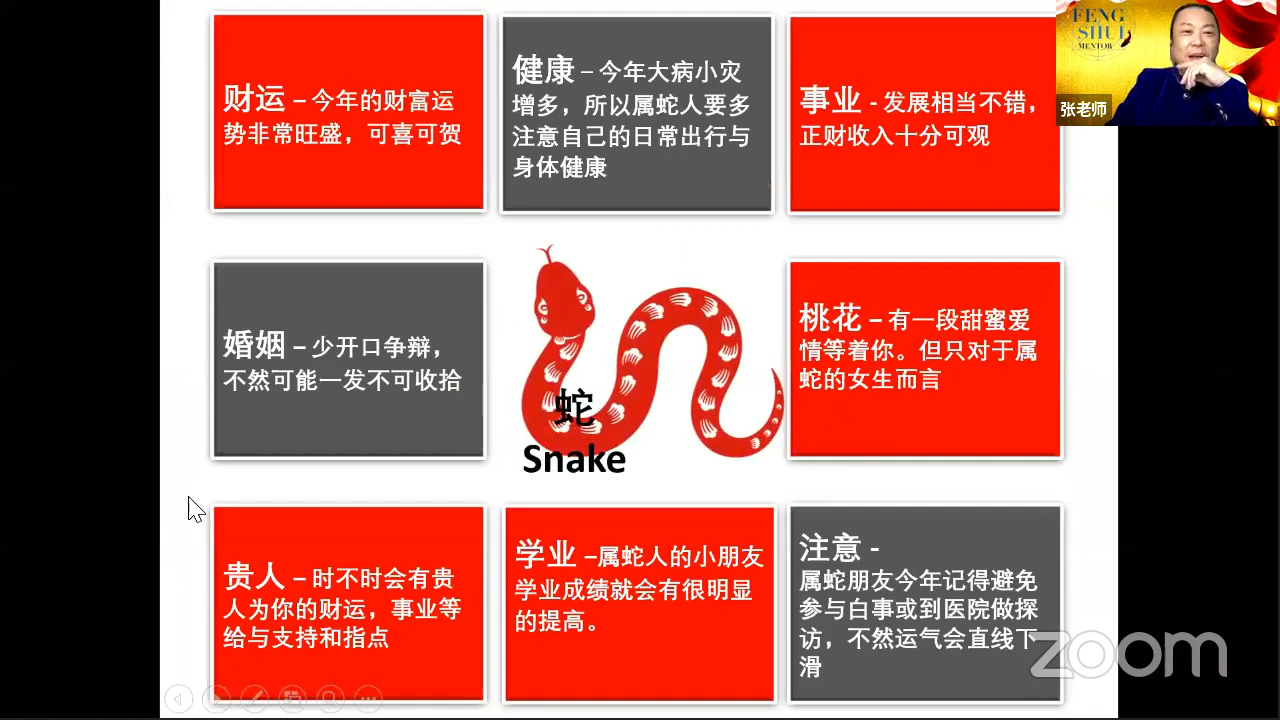 财运 – 今年的财富运
势非常旺盛，可喜可贺
健康 – 今年大病小灾
增多，所以属蛇人要多
注意自己的日常出行与
身体健康
事业 - 发展相当不错，
正财收入十分可观
FENG
SHUI
MENTOR
张老师
婚姻 – 少开口争辩，
不然可能一发不可收拾
蛇
Snake
桃花 – 有一段甜蜜爱
情等着你。但只对于属
蛇的女生而言
贵人 – 时不时会有贵
人为你的财运，事业等
给与支持和指点
学业 –属蛇人的小朋友
学业成绩就会有很明显
的提高。
注意 -
属蛇朋友今年记得避免
参与白事或到医院做探
访，不然运气会直线下
滑
zoom